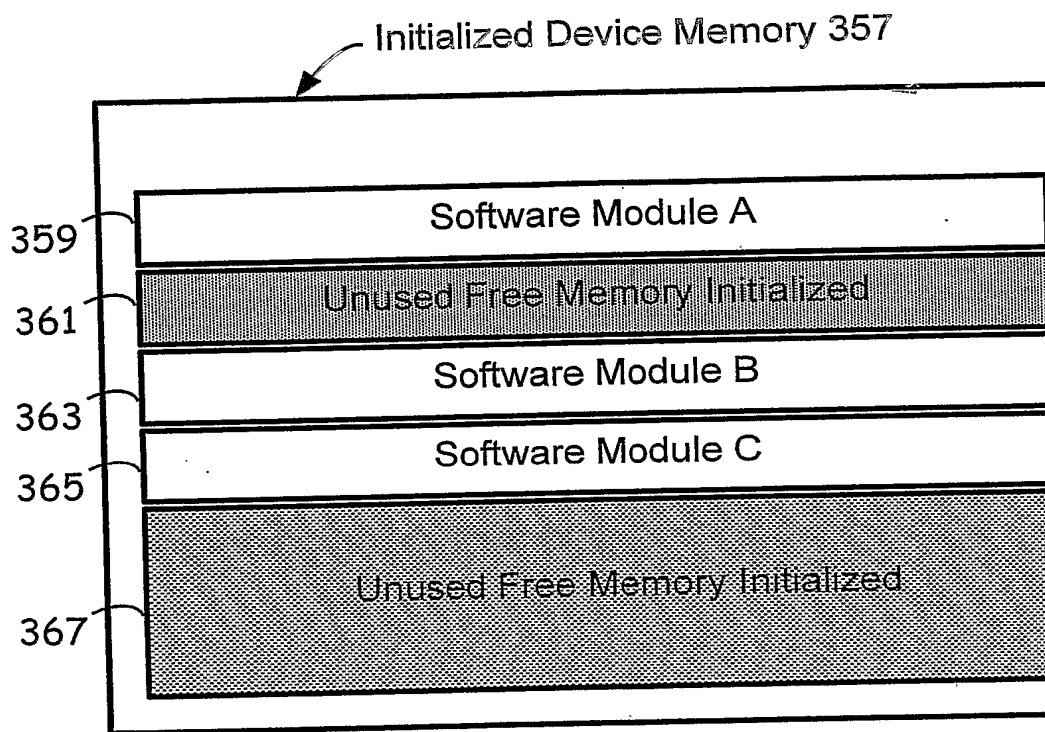 Initialized Device Memory 357
359
Software Module A
361
Unused Free Memory Initialized
363
Software Module B
365
Software Module C
367
Unused Free Memory Initialized